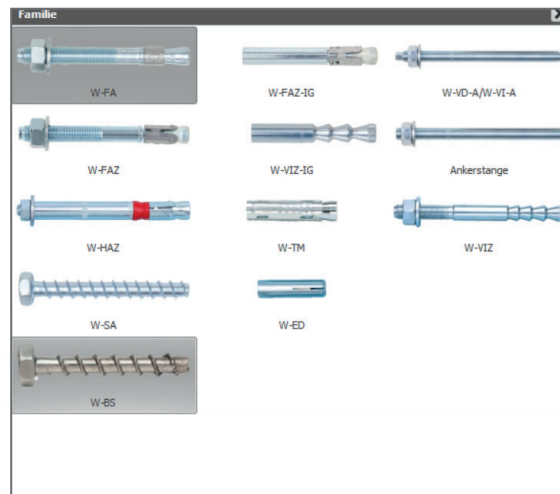 Familie
W-FA
W-FAZ-IG
W-VD-A/W-VI-A
W-FAZ
W-VIZ-IG
Ankerstange
W-HAZ
W-TM
W-VIZ
W-SA
W-ED
W-BS